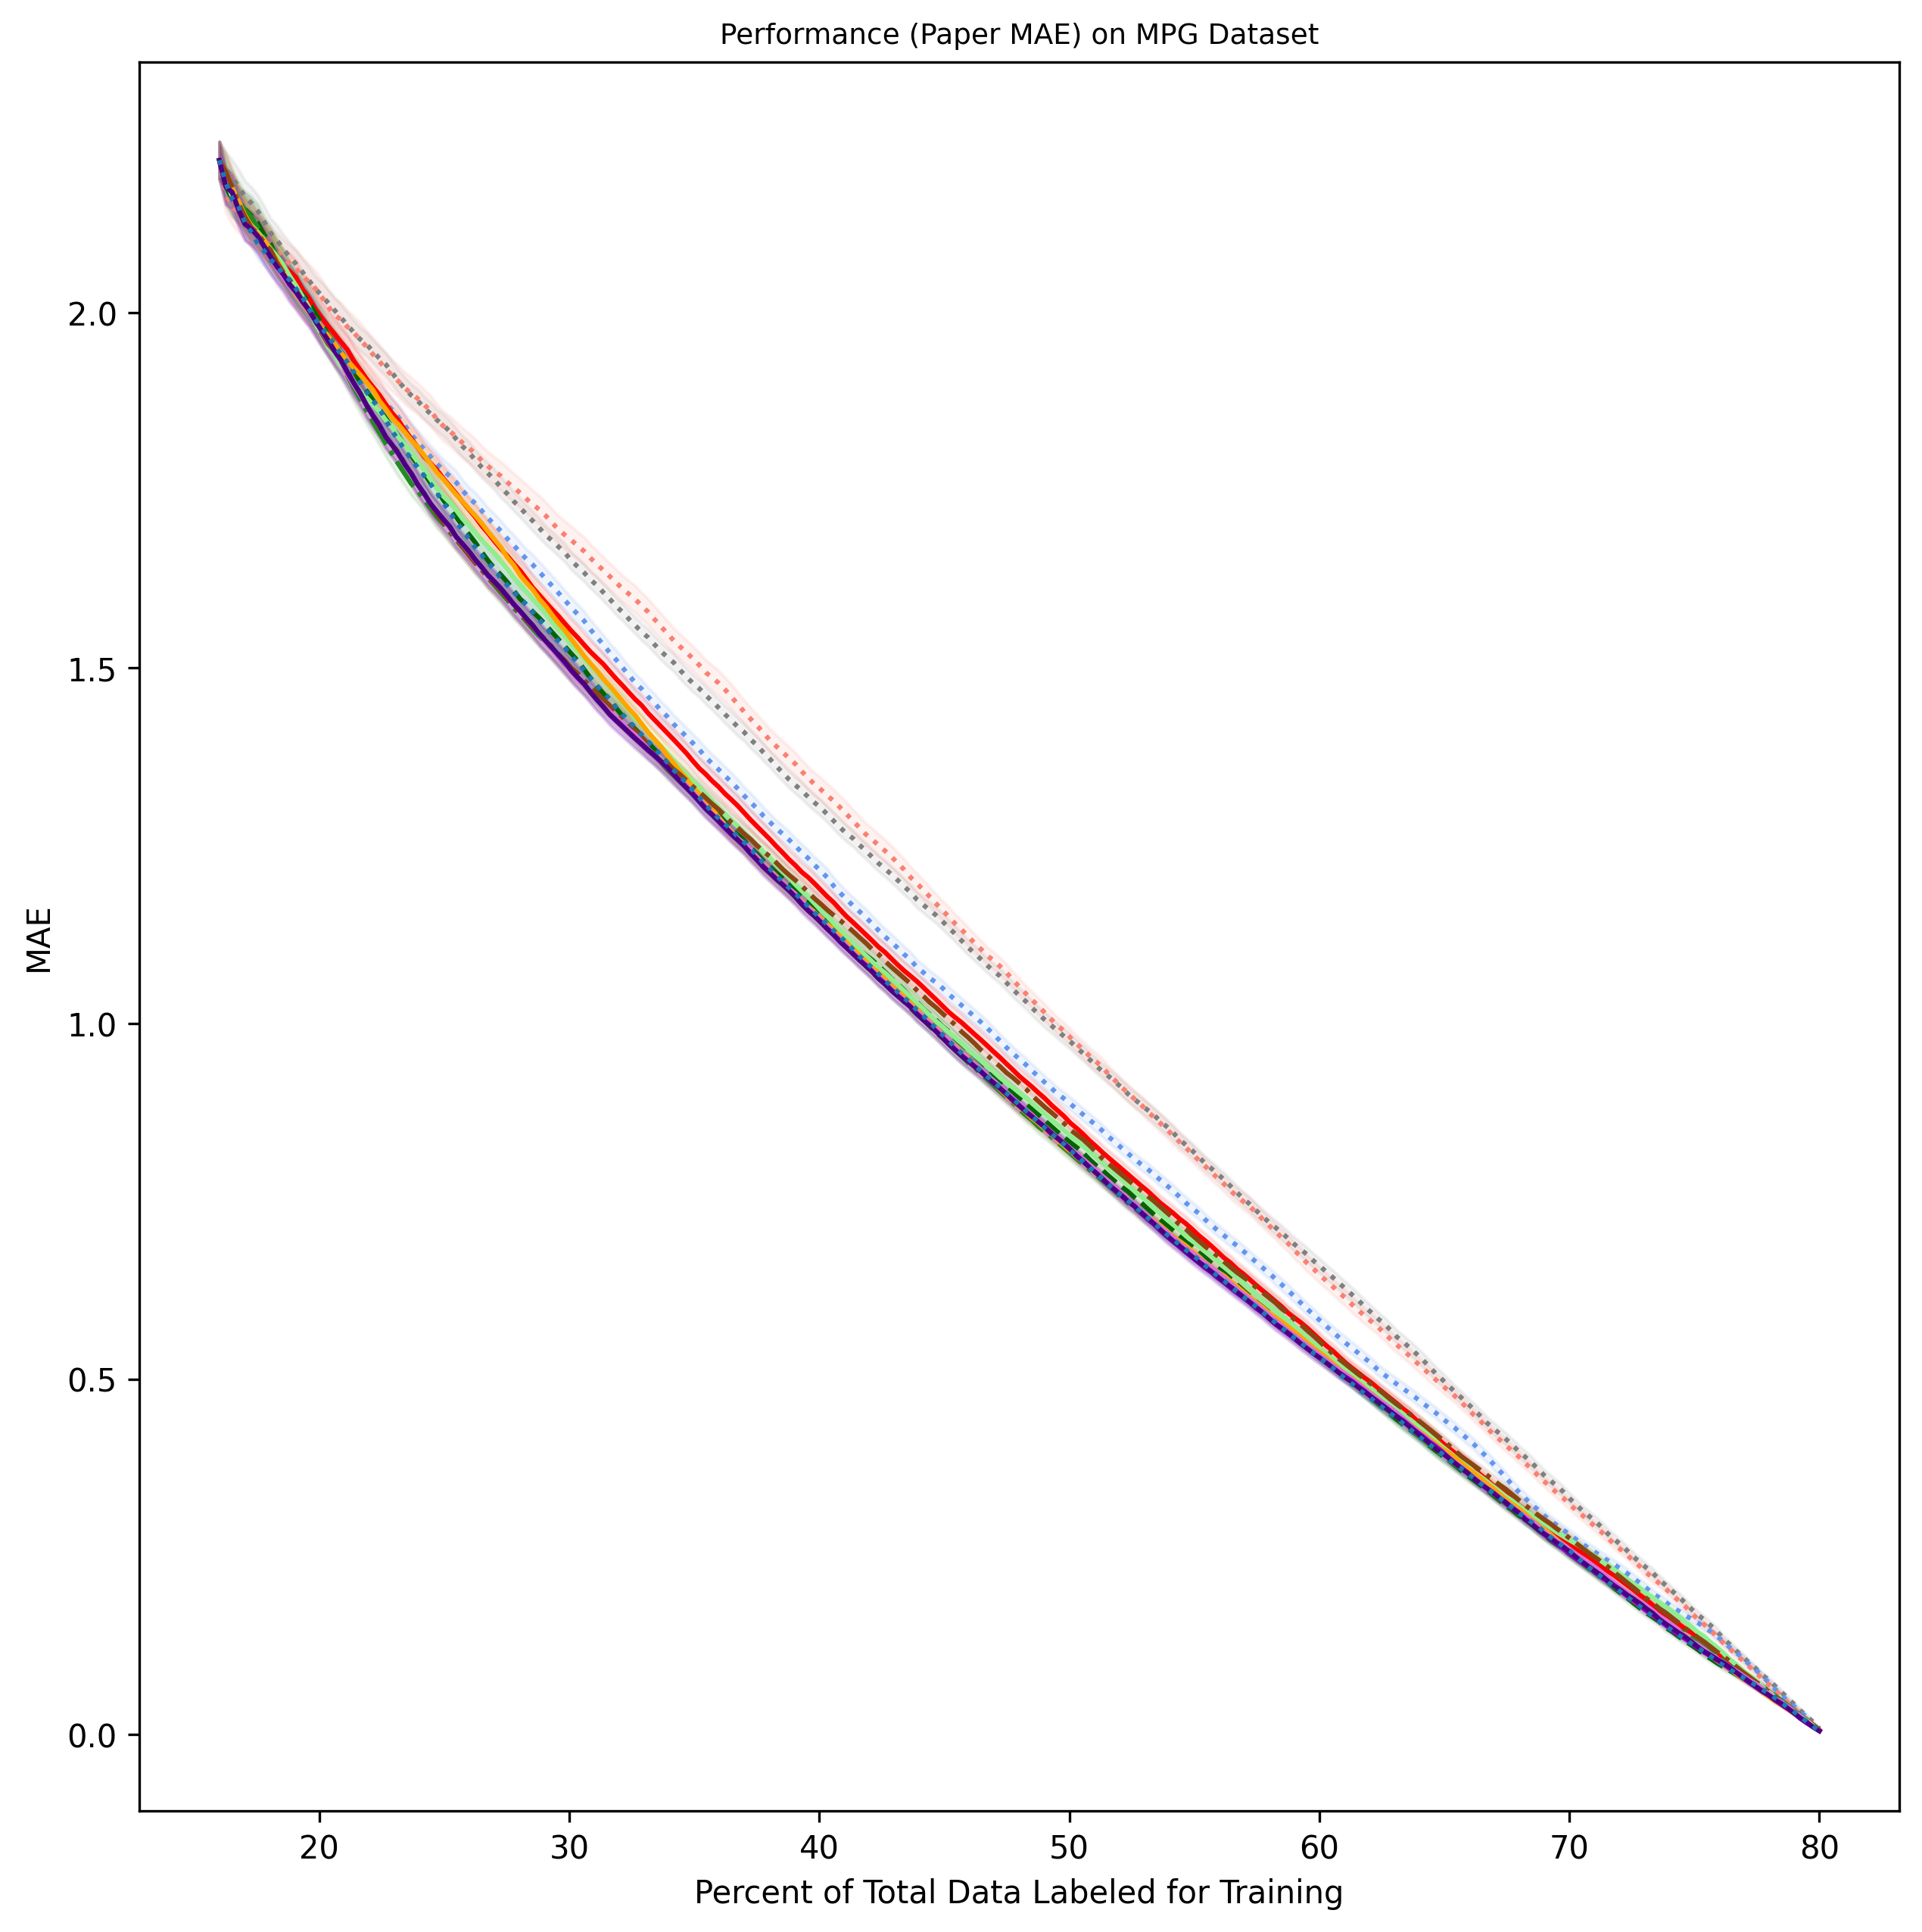 Performance (Paper MAE) on MPG Dataset
MAE
2.0
1.5
1.0
0.5
0.0
20 30 40 50 60 70 80
Percent of Total Data Labeled for Training